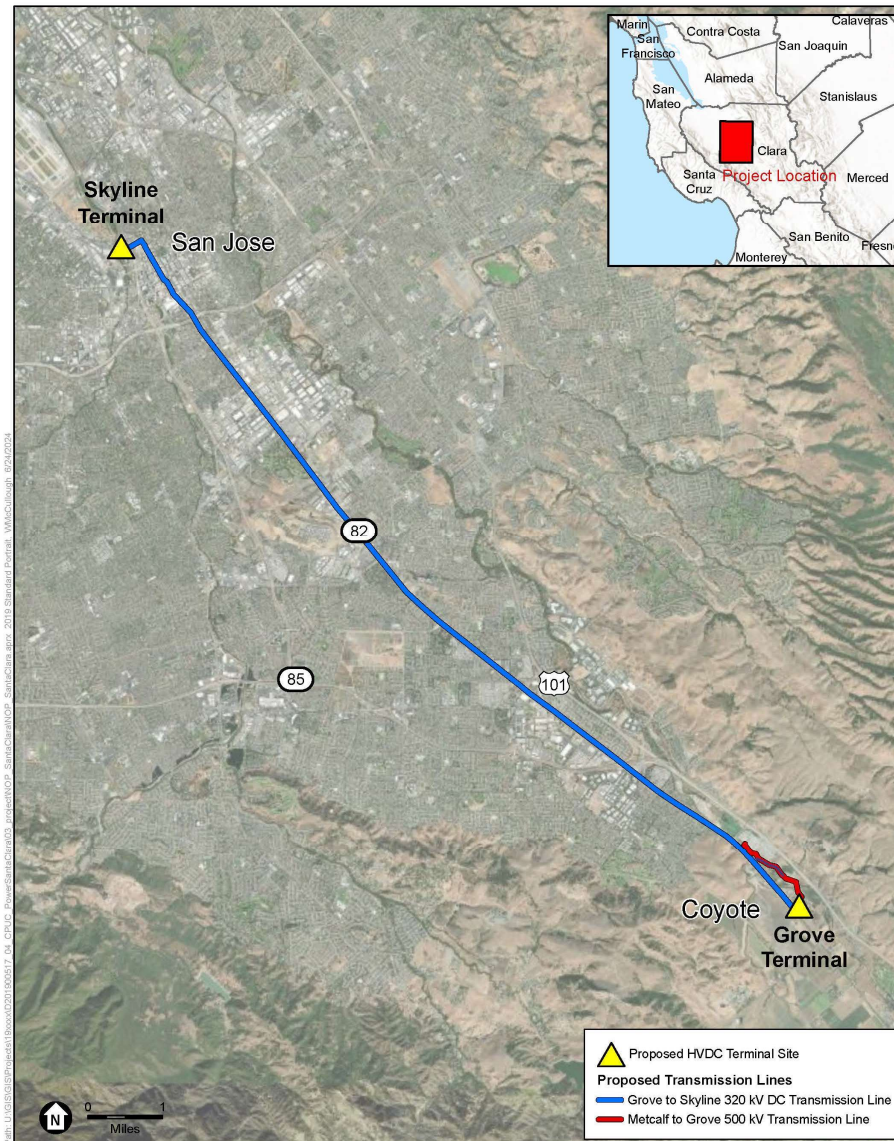 Marin
San
Francisco
Contra Costa
Calaveras
San Joaquin
Alameda
San
Mateo
Stanislaus
Clara
Santa
Cruz
Project Location
Merced
San Benito
Fresno
Monterey
Skyline
Terminal
San Jose
82
85
101
Coyote
Grove
Terminal
Proposed HVDC Terminal Site
Proposed Transmission Lines
Grove to Skyline 320 kV DC Transmission Line
Metcalf to Grove 500 kV Transmission Line
N
0 1
Miles